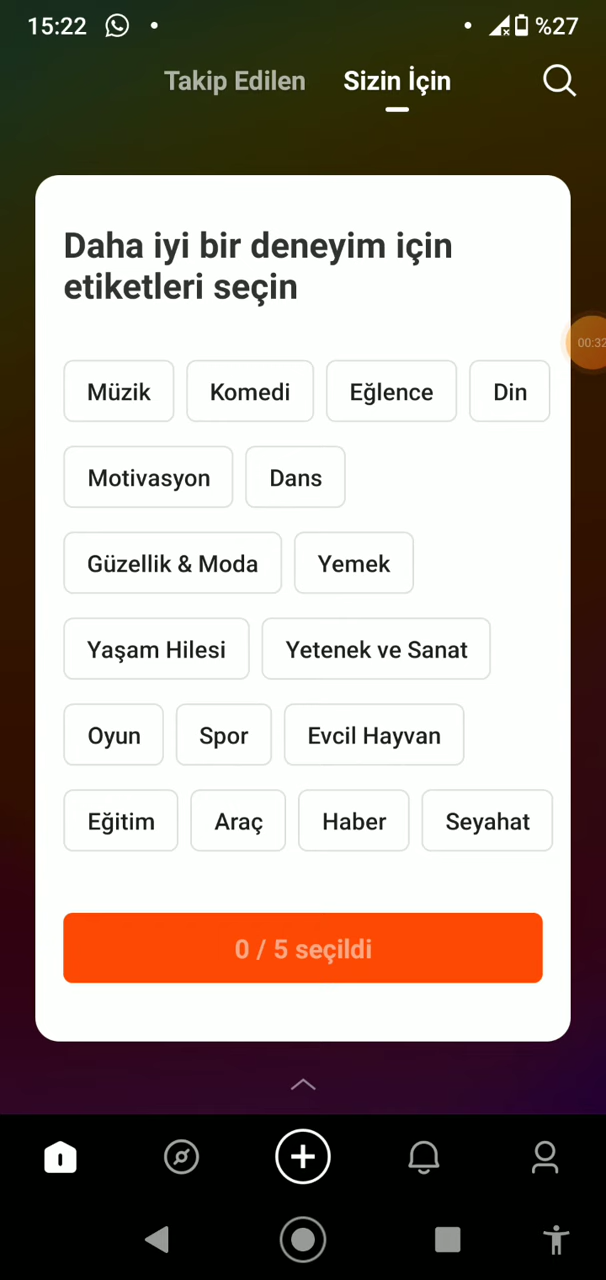 15:22 %27
Takip Edilen Sizin İçin
Daha iyi bir deneyim için
etiketleri seçin
00:32
Müzik Komedi Eğlence Din
Motivasyon Dans
Güzellik & Moda Yemek
Yaşam Hilesi Yetenek ve Sanat
Oyun Spor Evcil Hayvan
Eğitim Araç Haber Seyahat
0 / 5 seçildi